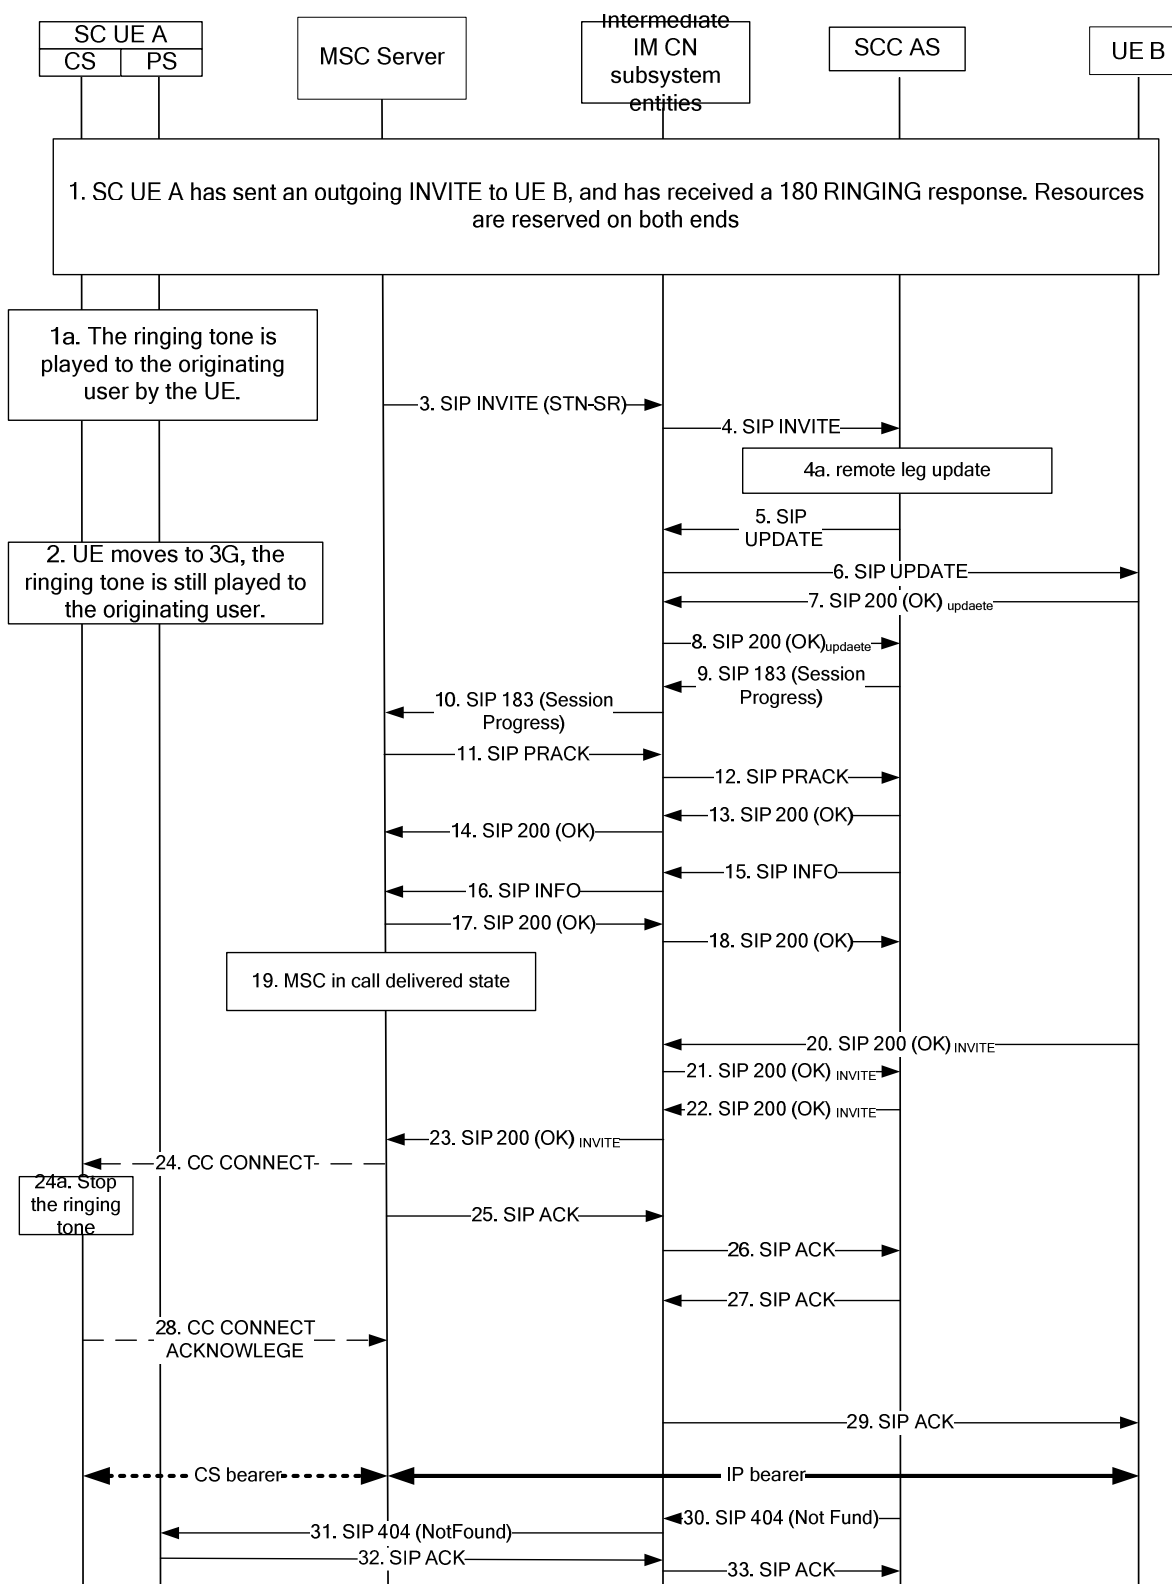 SC UE A
CS PS
MSC Server
Intermediate
IM CN
subsystem
entities
SCC AS
UE B
1. SC UE A has sent an outgoing INVITE to UE B, and has received a 180 RINGING response. Resources
are reserved on both ends
1a. The ringing tone is
played to the originating
user by the UE.
3. SIP INVITE (STN-SR)
4. SIP INVITE
4a. remote leg update
5. SIP
UPDATE
2. UE moves to 3G, the
ringing tone is still played to
the originating user.
6. SIP UPDATE
7. SIP 200 (OK) updaete
8. SIP 200 (OK)updaete
9. SIP 183 (Session
Progress)
10. SIP 183 (Session
Progress)
11. SIP PRACK
12. SIP PRACK
13. SIP 200 (OK)
14. SIP 200 (OK)
15. SIP INFO
16. SIP INFO
17. SIP 200 (OK)
18. SIP 200 (OK)
19. MSC in call delivered state
20. SIP 200 (OK) INVITE
21. SIP 200 (OK) INVITE
22. SIP 200 (OK) INVITE
23. SIP 200 (OK) INVITE
24. CC CONNECT
24a. Stop
the ringing
tone
25. SIP ACK
26. SIP ACK
27. SIP ACK
28. CC CONNECT
ACKNOWLEGE
29. SIP ACK
CS bearer
IP bearer
30. SIP 404 (Not Fund)
31. SIP 404 (NotFound)
32. SIP ACK
33. SIP ACK